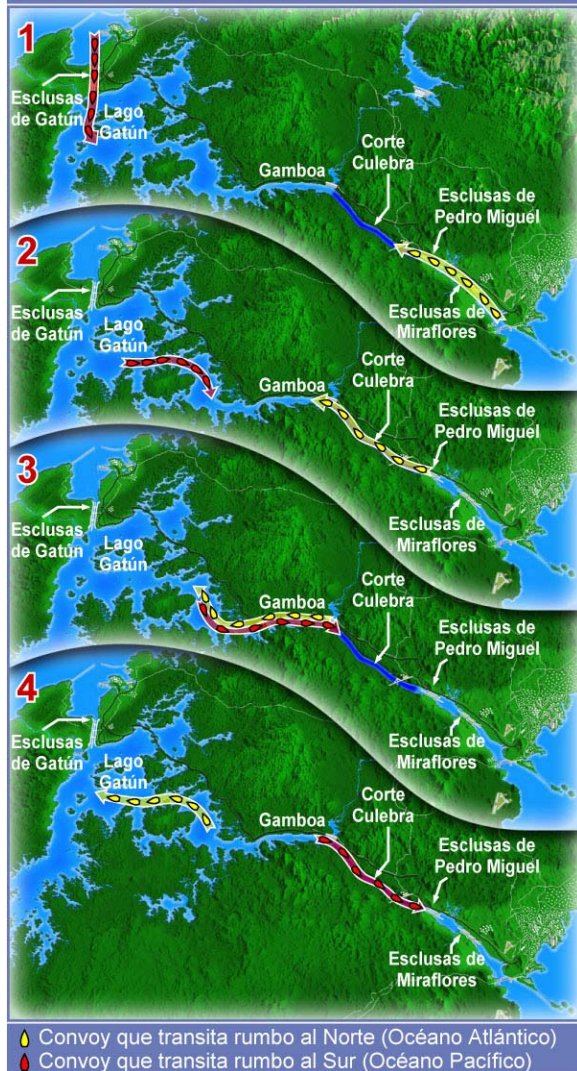 1
Esclusas
de Gatún
Lago
Gatún
Gamboa
Corte
Culebra
Esclusas de
Pedro Miguel
Esclusas de
Miraflores
2
Esclusas
de Gatún
Lago
Gatún
Gamboa
Corte
Culebra
Esclusas de
Pedro Miguel
Esclusas de
Miraflores
3
Esclusas
de Gatún
Lago
Gatún
Gamboa
Corte
Culebra
Esclusas de
Pedro Miguel
Esclusas de
Miraflores
4
Esclusas
de Gatún
Lago
Gatún
Gamboa
Corte
Culebra
Esclusas de
Pedro Miguel
Esclusas de
Miraflores
Convoy que transita rumbo al Norte (Océano Atlántico)
Convoy que transita rumbo al Sur (Océano Pacífico)